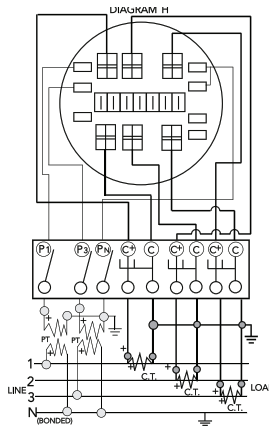 DIAGRAM H
P1 P3 PN C+ C C+ C C+ C
+ + + +
PT PT
1
+ C.T.
2
+ C.T.
LINE 3 LOA
+ C.T.
N
(BONDED)